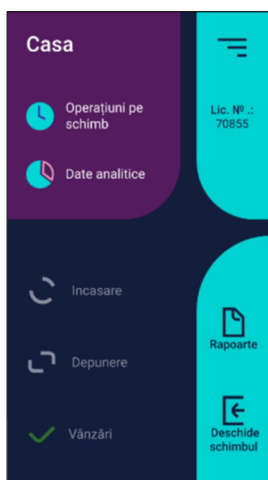 Casa
Operațiuni pe
schimb
Date analitice
Lic. Nº .:
70855
Incasare
Depunere
Vânzări
Rapoarte
Deschide
schimbul